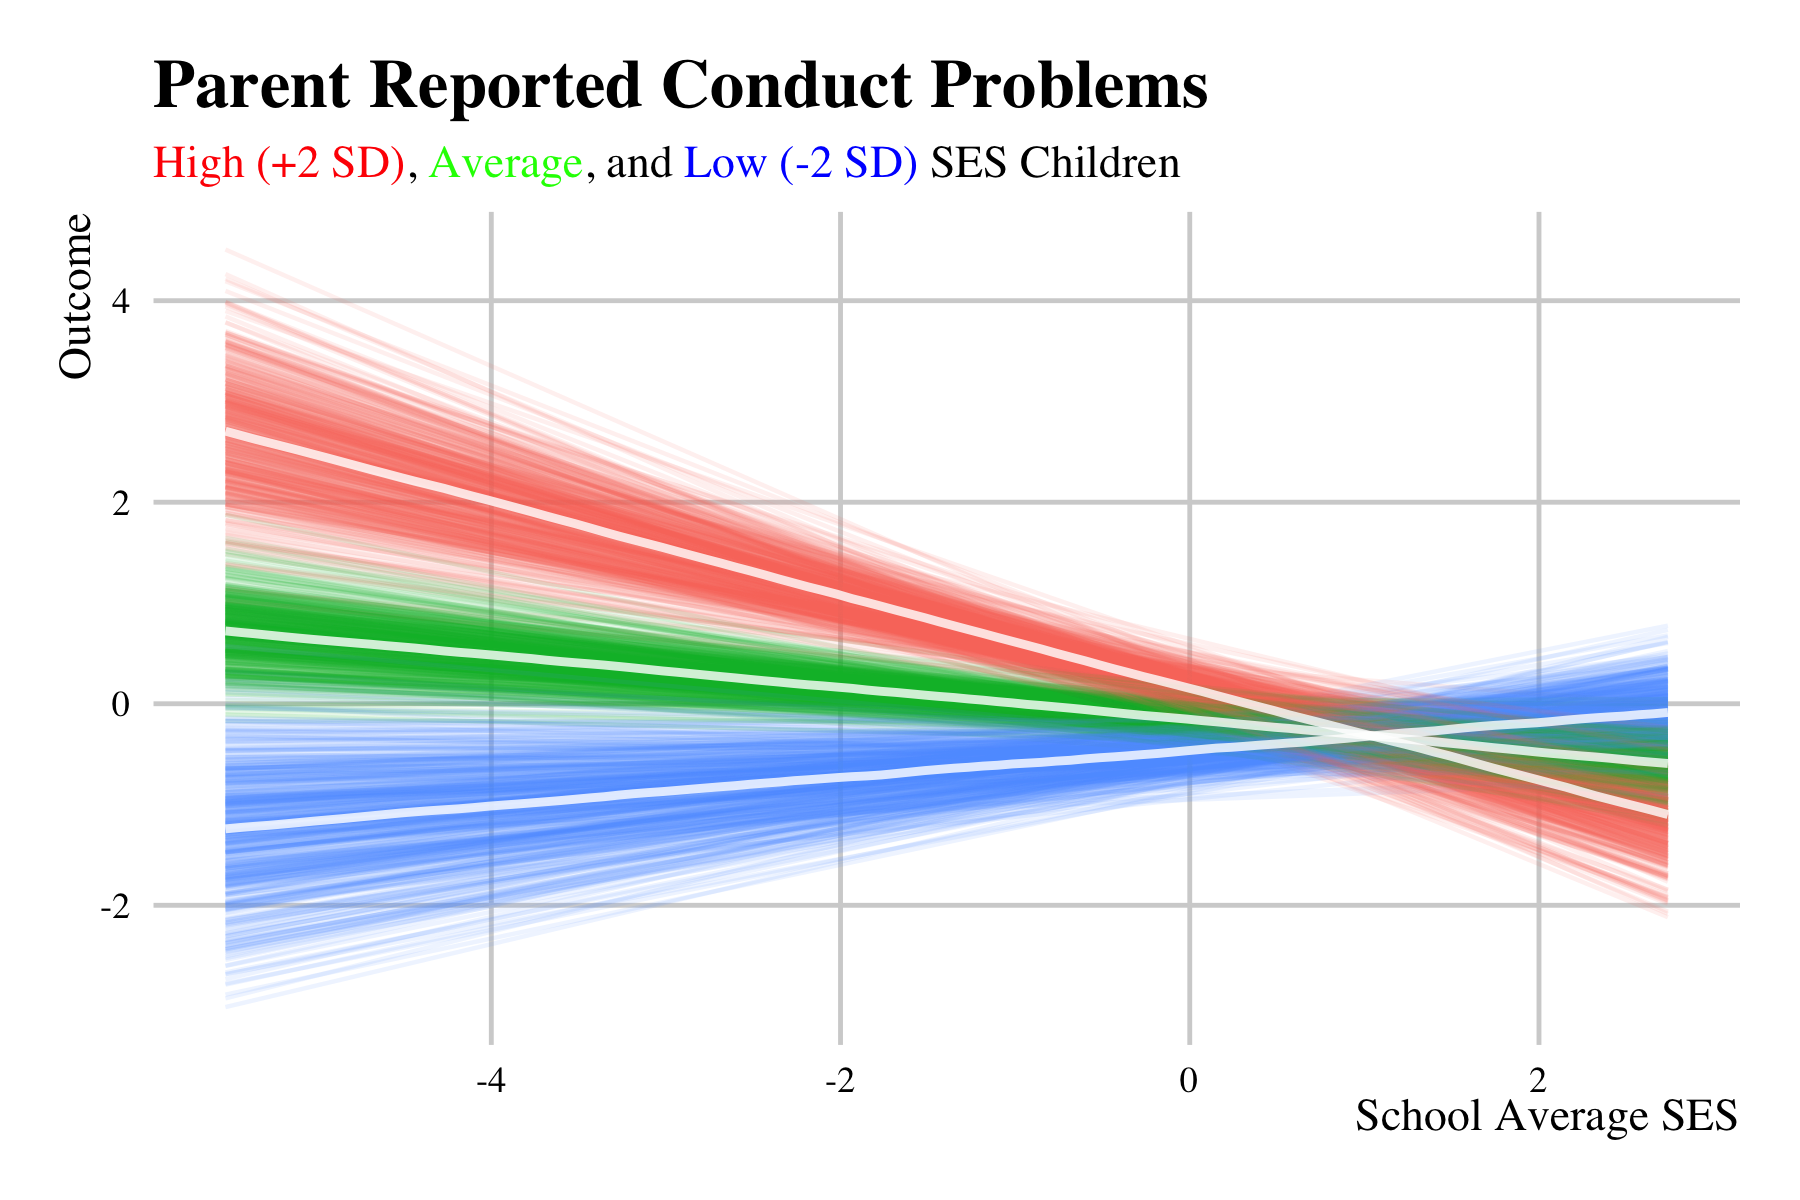 Parent Reported Conduct Problems
High (+2 SD), Average, and Low (-2 SD) SES Children
Outcome
4
2
0
-2
-4
-2
0
2
School Average SES